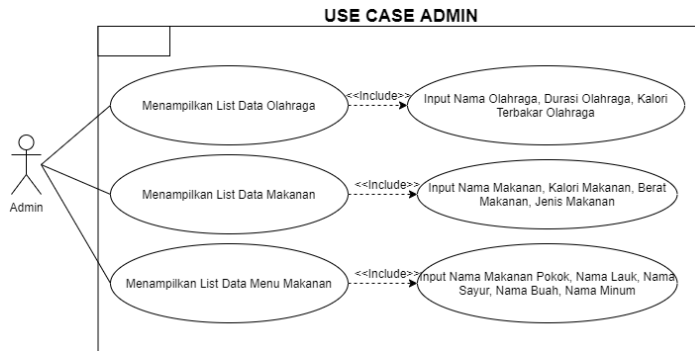 USE CASE ADMIN
Menampilkan List Data Olahraga
<<Include>>
Input Nama Olahraga, Durasi Olahraga, Kalori
Terbakar Olahraga
Admin
Menampilkan List Data Makanan
<<Include>>
Input Nama Makanan, Kalori Makanan, Berat
Makanan, Jenis Makanan
Menampilkan List Data Menu Makanan
<<Include>>
Input Nama Makanan Pokok, Nama Lauk, Nama
Sayur, Nama Buah, Nama Minum